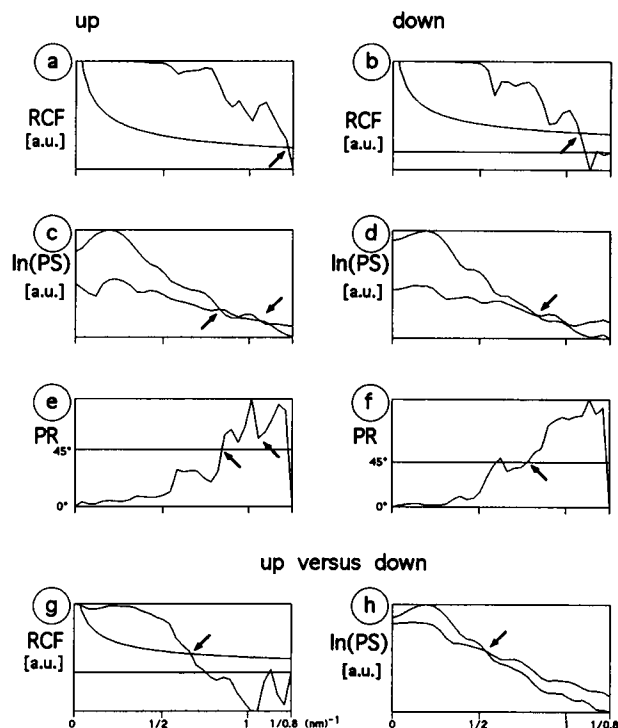 up
down
a
RCF
[a.u.]
b
RCF
[a.u.]
c
ln(PS)
[a.u.]
d
ln(PS)
[a.u.]
e
PR
45°
0°
f
PR
45°
0°
up versus down
g
RCF
[a.u.]
0 1/2 1 1/0.8 (nm)⁻¹
h
ln(PS)
[a.u.]
0 1/2 1 1/0.8